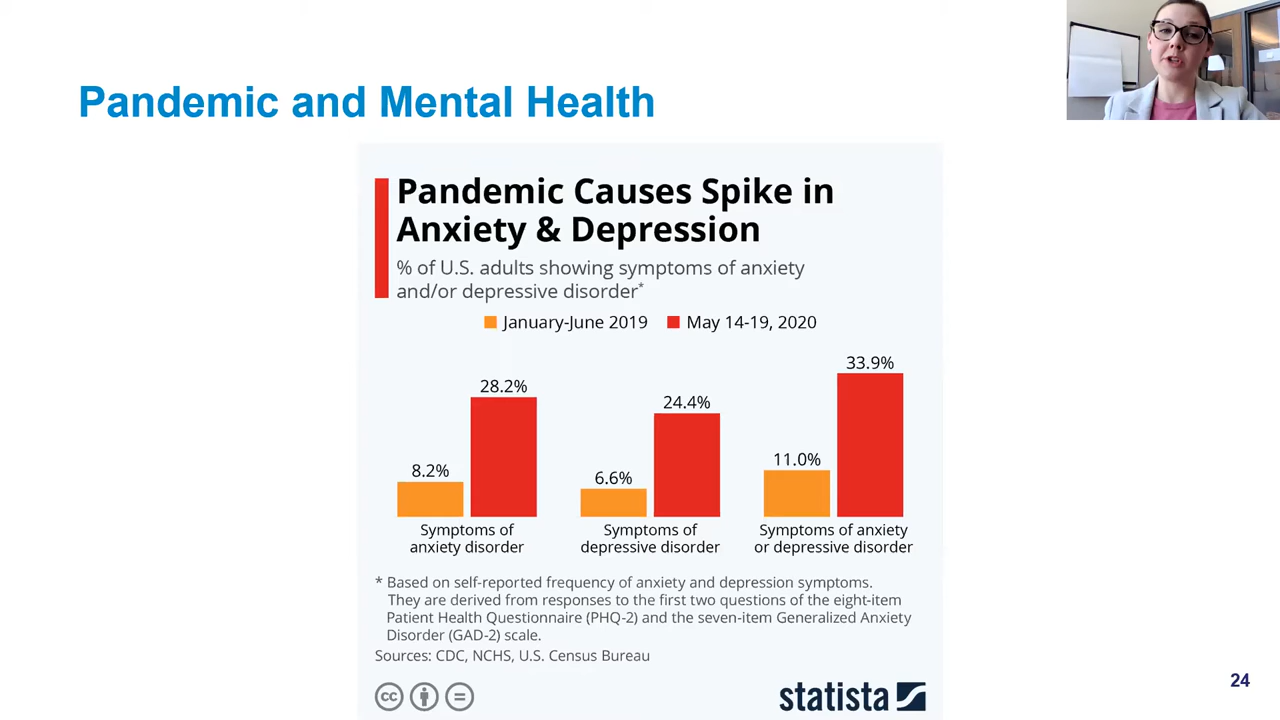 Pandemic and Mental Health
Pandemic Causes Spike in
Anxiety & Depression
% of U.S. adults showing symptoms of anxiety
and/or depressive disorder*
January-June 2019 May 14-19, 2020
8.2%
28.2%
6.6%
24.4%
11.0%
33.9%
Symptoms of
anxiety disorder
Symptoms of
depressive disorder
Symptoms of anxiety
or depressive disorder
* Based on self-reported frequency of anxiety and depression symptoms.
They are derived from responses to the first two questions of the eight-item
Patient Health Questionnaire (PHQ-2) and the seven-item Generalized Anxiety
Disorder (GAD-2) scale.
Sources: CDC, NCHS, U.S. Census Bureau
cc
statista
24